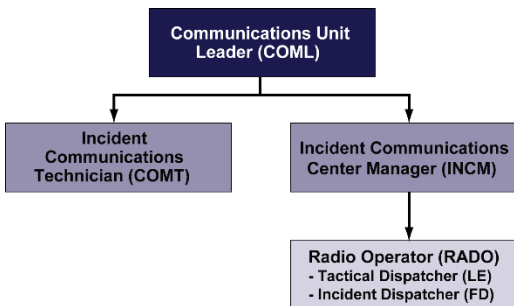 Communications Unit
Leader (COML)
Incident
Communications
Technician (COMT)
Incident Communications
Center Manager (INCM)
Radio Operator (RADO)
- Tactical Dispatcher (LE)
- Incident Dispatcher (FD)